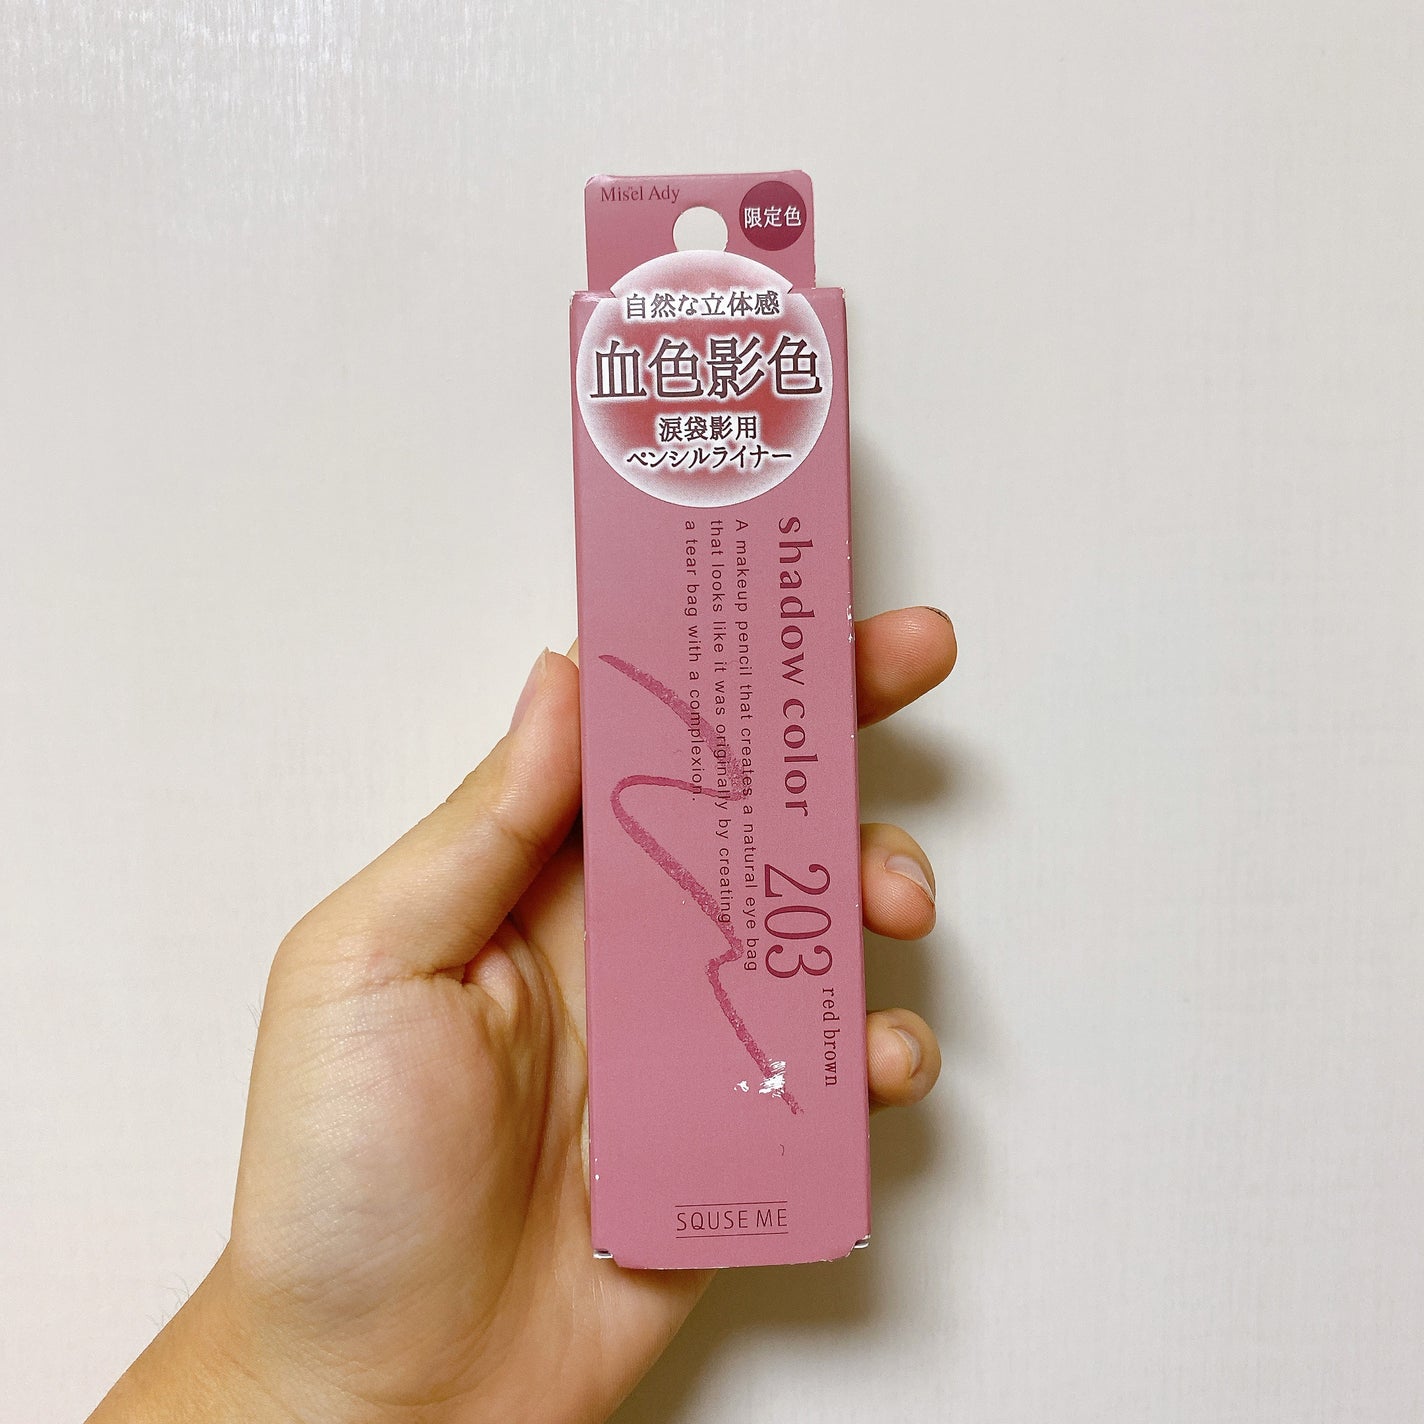 Mis'el Ady
限定色
自然な立体感
血色影色
涙袋影用
ペンシルライナー
shadow color 203 red brown
A makeup pencil that creates a natural eye bag
that looks like it was originally by creating
a tear bag with a complexion.
SQUSE ME